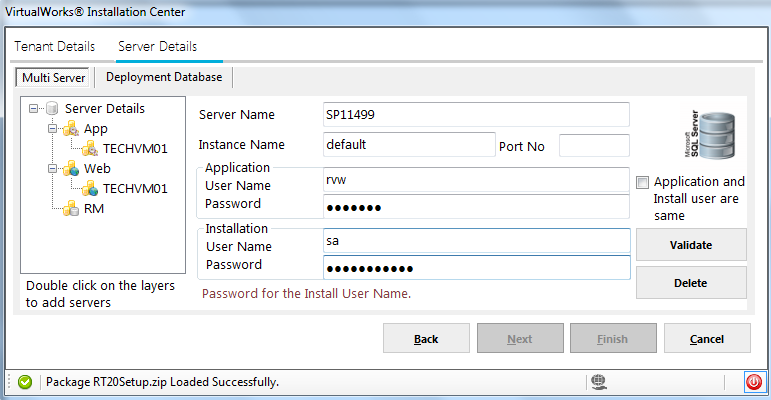 VirtualWorks® Installation Center
Tenant Details Server Details
Multi Server Deployment Database
Server Details
App
TECHVM01
Web
TECHVM01
RM
Double click on the layers
to add servers
Server Name SP11499
Instance Name default Port No
Application
User Name rvw
Password ●●●●●●●
Installation
User Name sa
Password ●●●●●●●●●●●
Password for the Install User Name.
Microsoft
SQL Server
Application and
Install user are
same
Validate
Delete
Back Next Finish Cancel
Package RT20Setup.zip Loaded Successfully.